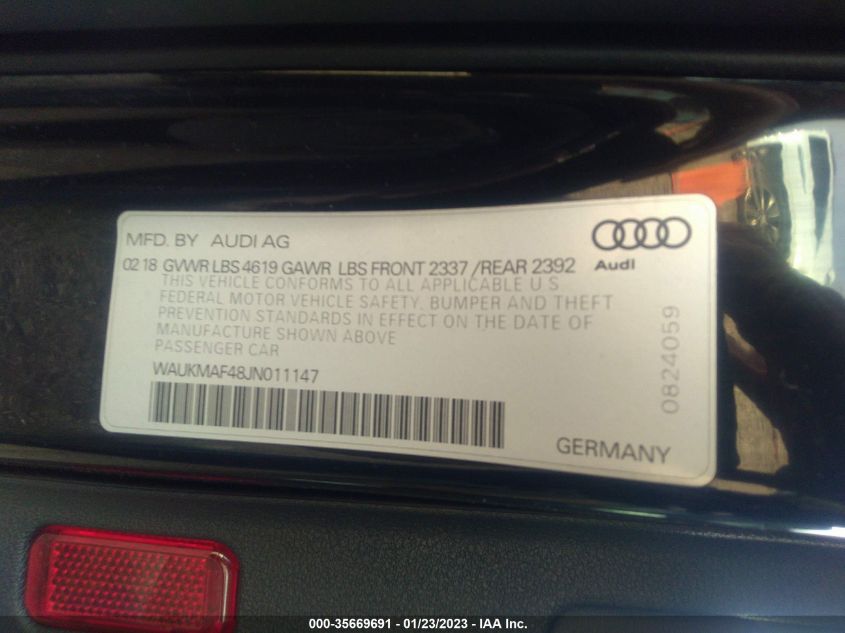 MFD. BY AUDI AG
Audi
02 18 GVWR LBS 4619 GAWR LBS FRONT 2337 / REAR 2392
THIS VEHICLE CONFORMS TO ALL APPLICABLE U S
FEDERAL MOTOR VEHICLE SAFETY, BUMPER AND THEFT
PREVENTION STANDARDS IN EFFECT ON THE DATE OF
MANUFACTURE SHOWN ABOVE
PASSENGER CAR
WAUKMAF48JN011147
0824059
GERMANY
000-35669691 - 01/23/2023 - IAA Inc.